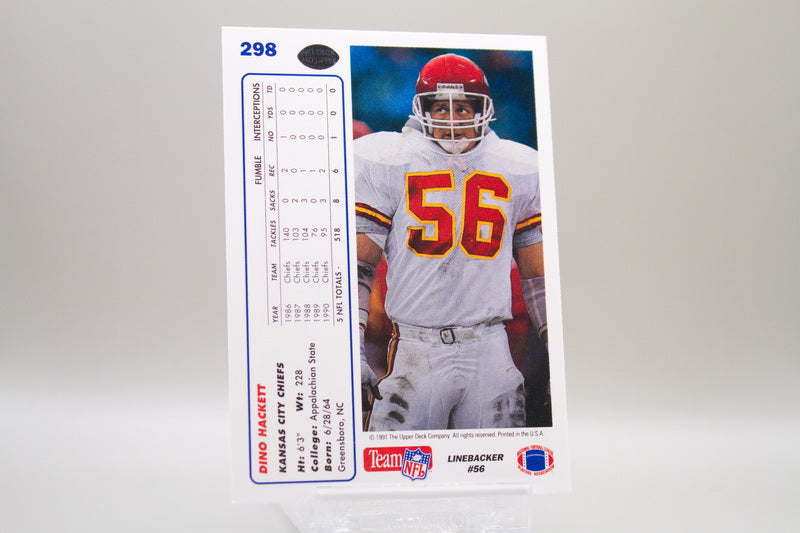 298
DINO HACKETT
KANSAS CITY CHIEFS
Ht: 6'3" Wt: 228
College: Appalachian State
Born: 6/28/64
Greensboro, NC
FUMBLE INTERCEPTIONS
YEAR TEAM TACKLES SACKS REC NO YDS TD
1986 Chiefs 140 0 2 1 0 0
1987 Chiefs 103 2 0 0 0 0
1988 Chiefs 104 3 1 0 0 0
1989 Chiefs 76 0 1 0 0 0
1990 Chiefs 95 3 2 0 0 0
5 NFL TOTALS - 518 8 6 1 0 0
Riddell
56
© 1991 The Upper Deck Company. All rights reserved. Printed in the U.S.A.
Team NFL
LINEBACKER
#56